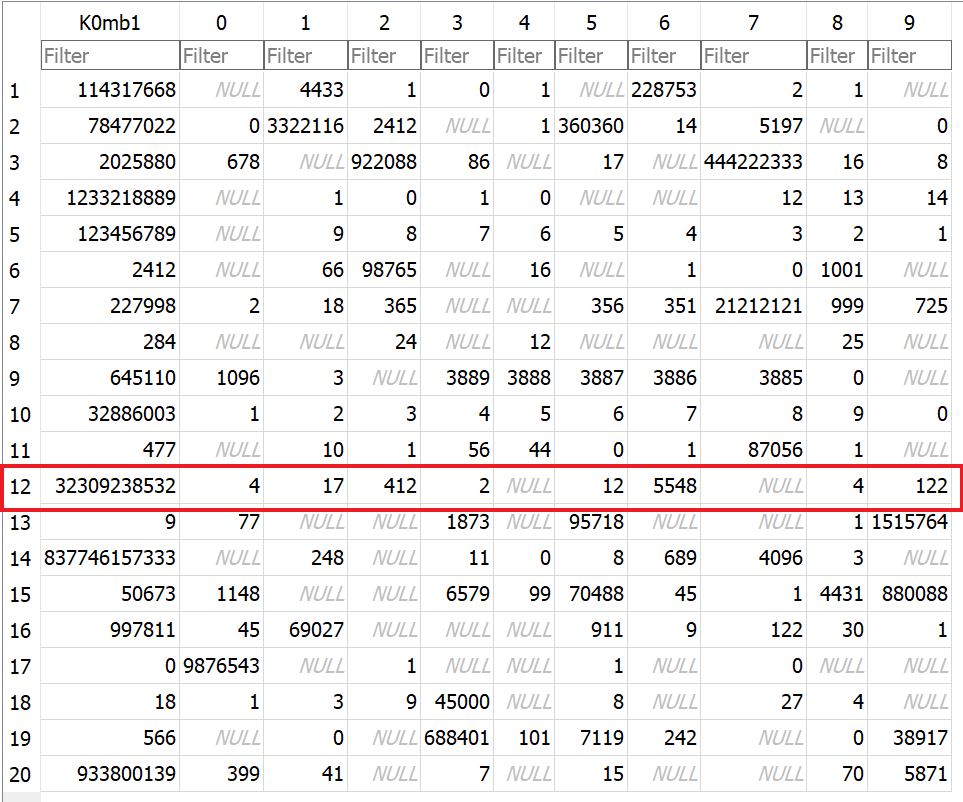 K0mb1 0 1 2 3 4 5 6 7 8 9
Filter Filter Filter Filter Filter Filter Filter Filter Filter Filter Filter
1 114317668 NULL 4433 1 0 1 NULL 228753 2 1 NULL
2 78477022 0 3322116 2412 NULL 1 360360 14 5197 NULL 0
3 2025880 678 NULL 922088 86 NULL 17 NULL 444222333 16 8
4 1233218889 NULL 1 0 1 0 NULL NULL 12 13 14
5 123456789 NULL 9 8 7 6 5 4 3 2 1
6 2412 NULL 66 98765 NULL 16 NULL 1 0 1001 NULL
7 227998 2 18 365 NULL NULL 356 351 21212121 999 725
8 284 NULL NULL 24 NULL 12 NULL NULL NULL 25 NULL
9 645110 1096 3 NULL 3889 3888 3887 3886 3885 0 NULL
10 32886003 1 2 3 4 5 6 7 8 9 0
11 477 NULL 10 1 56 44 0 1 87056 1 NULL
12 32309238532 4 17 412 2 NULL 12 5548 NULL 4 122
13 9 77 NULL NULL 1873 NULL 95718 NULL NULL 1 1515764
14 837746157333 NULL 248 NULL 11 0 8 689 4096 3 NULL
15 50673 1148 NULL NULL 6579 99 70488 45 1 4431 880088
16 997811 45 69027 NULL NULL NULL 911 9 122 30 1
17 0 9876543 NULL 1 NULL NULL 1 NULL 0 NULL NULL
18 18 1 3 9 45000 NULL 8 NULL 27 4 NULL
19 566 NULL 0 NULL 688401 101 7119 242 NULL 0 38917
20 933800139 399 41 NULL 7 NULL 15 NULL NULL 70 5871